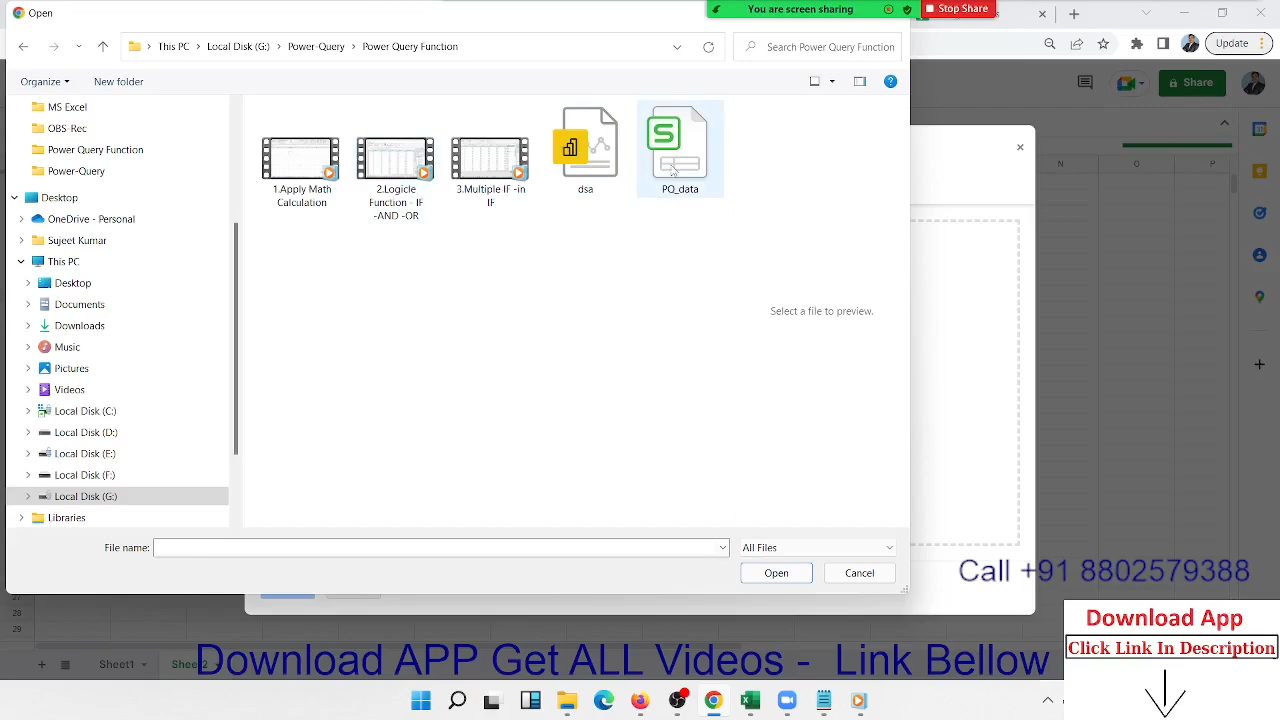 Open
You are screen sharing
Stop Share
This PC
Local Disk (G:)
Power-Query
Power Query Function
Search Power Query Function
Update
Organize
New folder
Share
MS Excel
OBS-Rec
Power Query Function
Power-Query
Desktop
OneDrive - Personal
Sujeet Kumar
This PC
Desktop
Documents
Downloads
Music
Pictures
Videos
Local Disk (C:)
Local Disk (D:)
Local Disk (E:)
Local Disk (F:)
Local Disk (G:)
Libraries
1.Apply Math
Calculation
2.Logicle
Function - IF
-AND -OR
3.Multiple IF -in
IF
dsa
PQ_data
Select a file to preview.
N
O
P
File name:
All Files
Open
Cancel
Call +91 8802579388
27
28
29
Sheet1
Download APP Get ALL Videos - Link Bellow
Download App
Click Link In Description